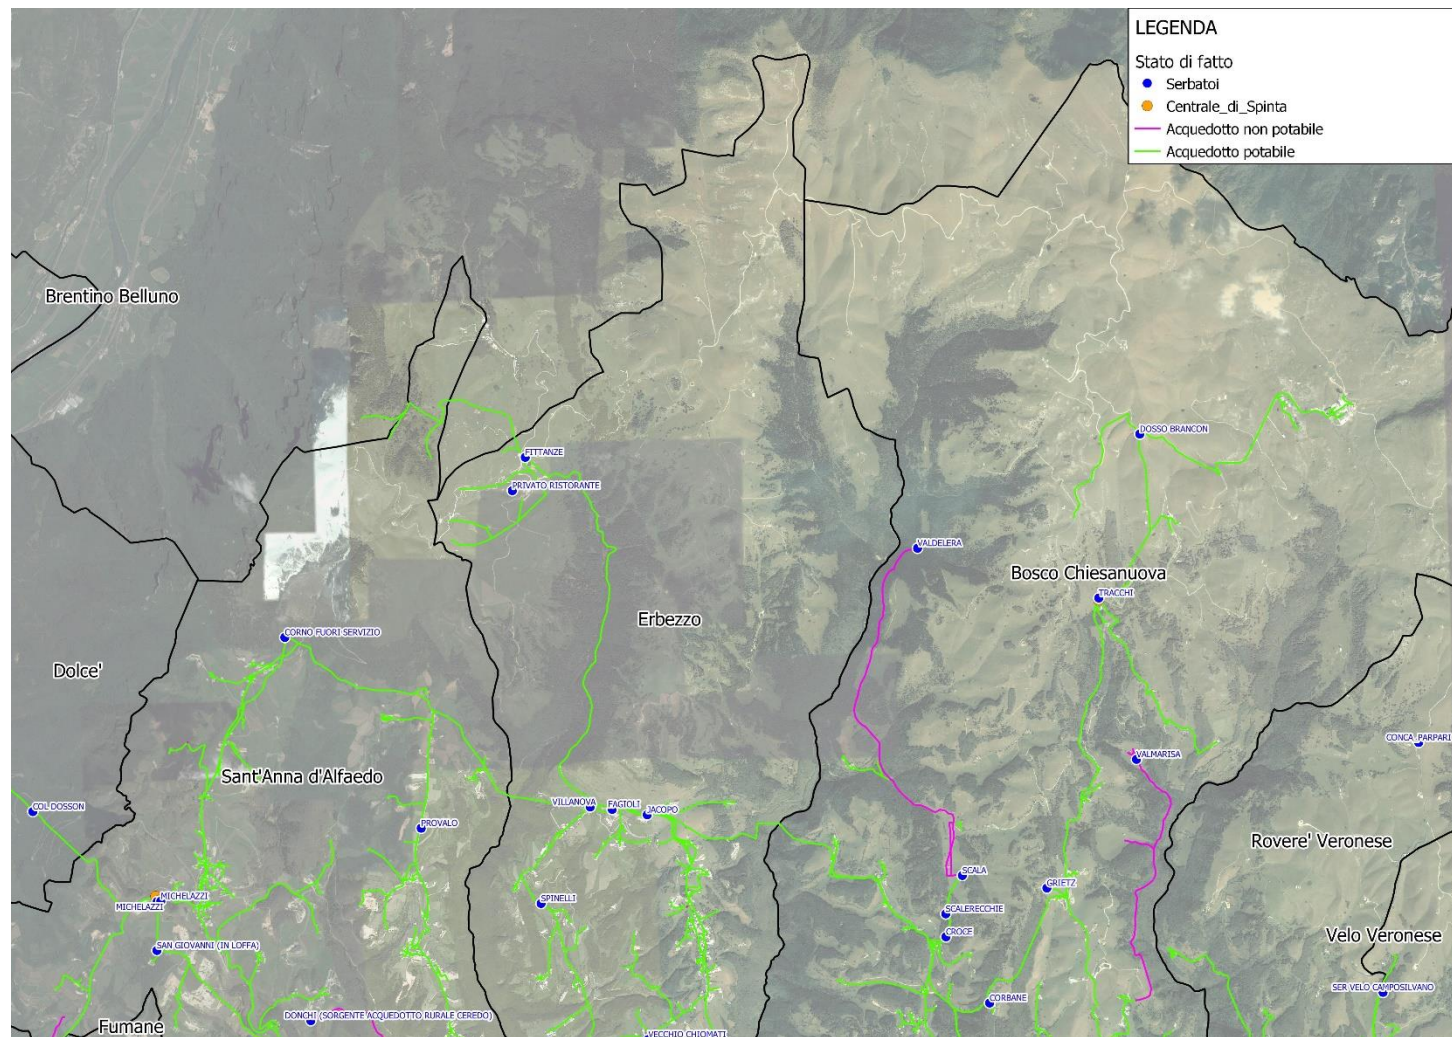 LEGENDA
Stato di fatto
Serbatoi
Centrale_di_Spinta
Acquedotto non potabile
Acquedotto potabile
Brentino Belluno
DOSSO BRANCON
FITTANZE
PRIVATO RISTORANTE
VALDELERA
Bosco Chiesanuova
TRACCHI
Erbezzo
CORNO FUORI SERVIZIO
Dolce'
CONCA_PARPARI
VALMARISA
Sant'Anna d'Alfaedo
COL DOSSON
VILLANOVA
FAGIOLI
JACOPO
PROVALO
Rovere' Veronese
SCALA
GRIETZ
MICHELAZZI
MICHELAZZI
SPINELLI
SCALERECCHIE
CROCE
Velo Veronese
SAN GIOVANNI (IN LOFFA)
SER VELO CAMPOSILVANO
CORBANE
DONCHI (SORGENTE ACQUEDOTTO RURALE CEREDO)
Fumane
VECCHIO CHIOMATI